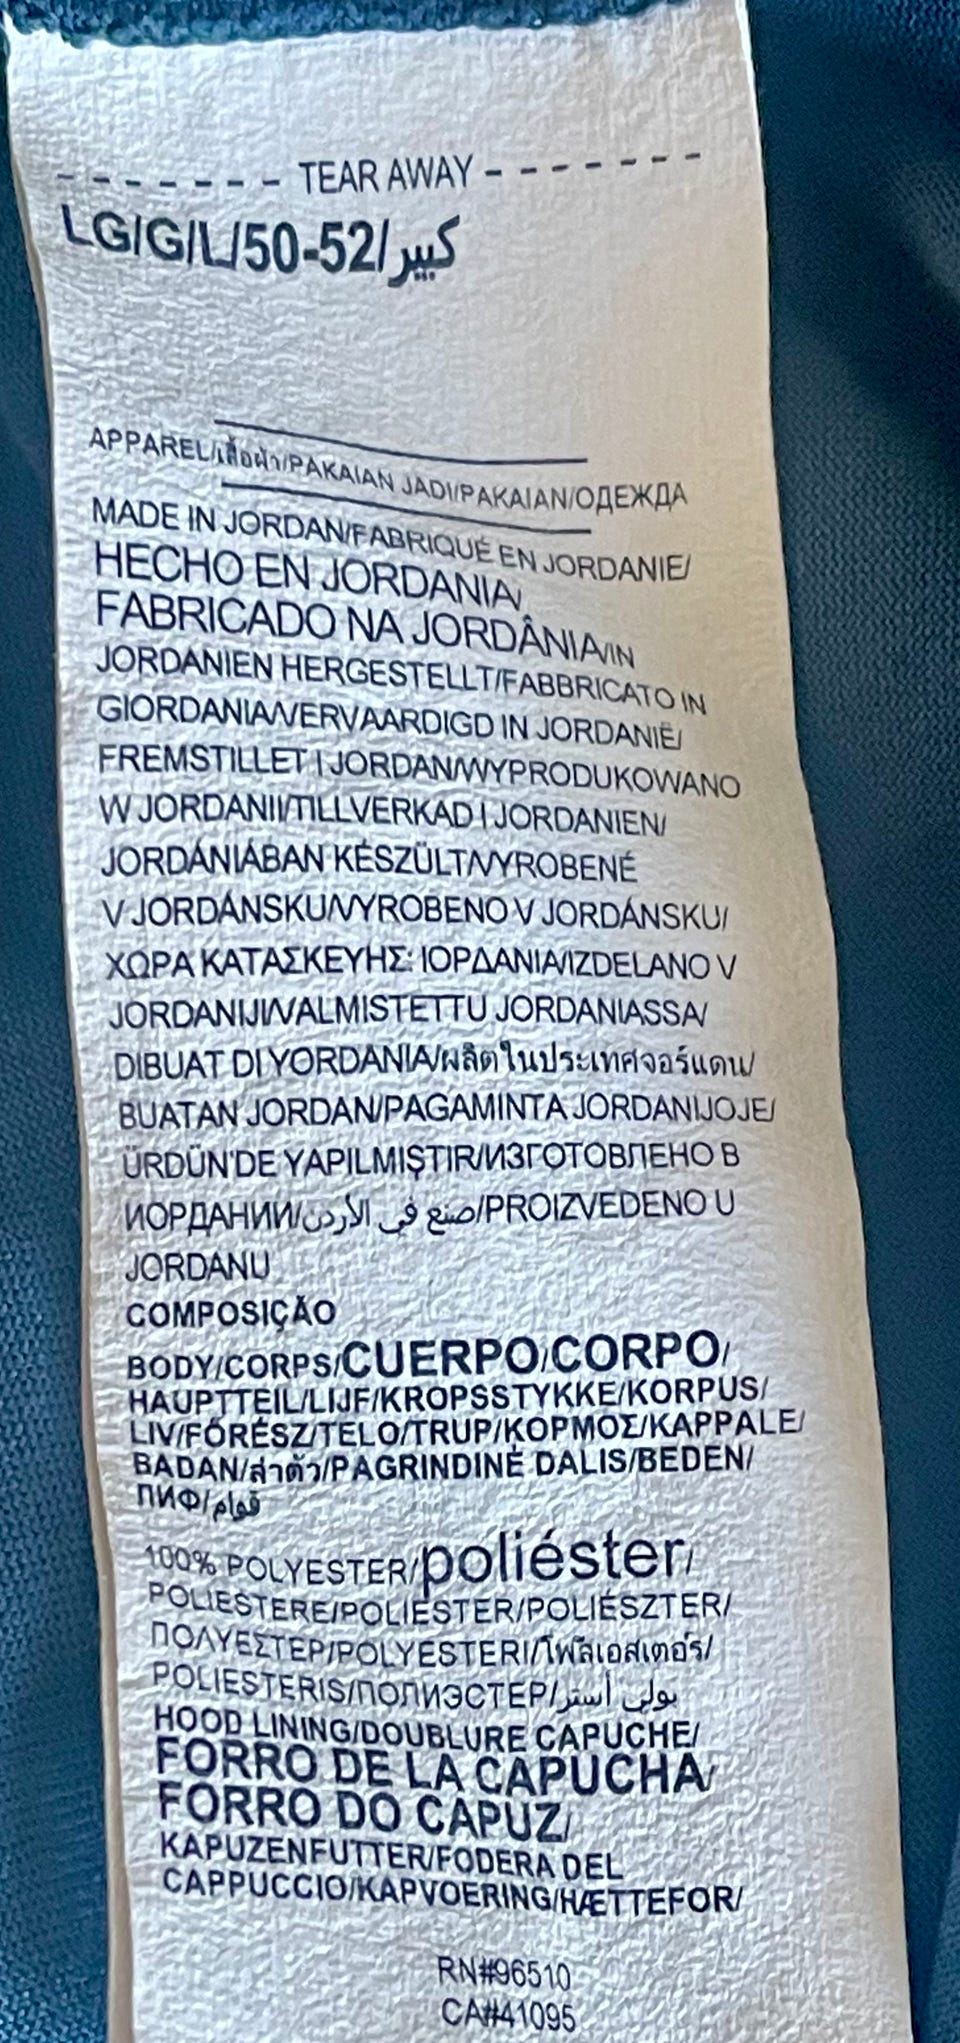 - - - - - - - TEAR AWAY - - - - - - -
LG/G/L/50-52/كبير
APPAREL/เสื้อผ้า/PAKAIAN JADI/PAKAIAN/ОДЕЖДА
MADE IN JORDAN/FABRIQUÉ EN JORDANIE/
HECHO EN JORDANIA/
FABRICADO NA JORDÂNIA/IN
JORDANIEN HERGESTELLT/FABBRICATO IN
GIORDANIA/VERVAARDIGD IN JORDANIË/
FREMSTILLET I JORDAN/WYPRODUKOWANO
W JORDANII/TILLVERKAD I JORDANIEN/
JORDÁNIÁBAN KÉSZÜLT/VYROBENÉ
V JORDÁNSKU/VYROBENO V JORDÁNSKU/
ΧΩΡΑ ΚΑΤΑΣΚΕΥΗΣ: ΙΟΡΔΑΝΙΑ/IZDELANO V
JORDANIJI/VALMISTETTU JORDANIASSA/
DIBUAT DI YORDANIA/ผลิตในประเทศจอร์แดน/
BUATAN JORDAN/PAGAMINTA JORDANIJOJE/
ÜRDÜN'DE YAPILMIŞTIR/ИЗГОТОВЛЕНО В
ИОРДАНИИ/صنع في الأردن/PROIZVEDENO U
JORDANU
COMPOSIÇÃO
BODY/CORPS/CUERPO/CORPO/
HAUPTTEIL/LIJF/KROPSSTYKKE/KORPUS/
LIV/FŐRÉSZ/TELO/TRUP/ΚΟΡΜΟΣ/KAPPALE/
BADAN/ลำตัว/PAGRINDINĖ DALIS/BEDEN/
ПИФ/قوام
100% POLYESTER/poliéster/
POLIESTERE/POLIESTER/POLIÉSZTER/
ΠΟΛΥΕΣΤΕΡ/POLYESTERI/โพลีเอสเตอร์/
POLIESTERIS/ПОЛИЭСТЕР/بولي أستر
HOOD LINING/DOUBLURE CAPUCHE/
FORRO DE LA CAPUCHA/
FORRO DO CAPUZ/
KAPUZENFUTTER/FODERA DEL
CAPPUCCIO/KAPVOERING/HÆTTEFOR/
RN#96510
CA#41095